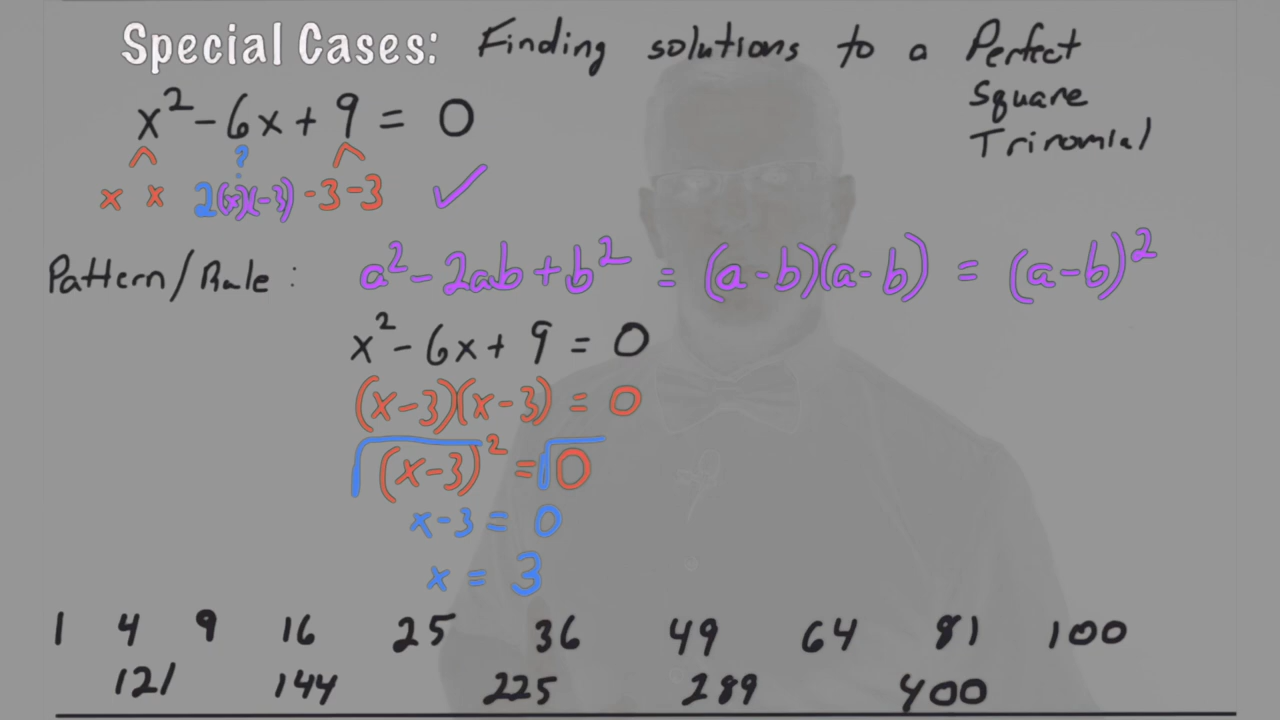 Special Cases: Finding solutions to a Perfect
Square
Trinomial
x² - 6x + 9 = 0
?
x x 2(x)(-3) -3 -3 ✓
Pattern/Rule: a² - 2ab + b² = (a-b)(a-b) = (a-b)²
x² - 6x + 9 = 0
(x-3)(x-3) = 0
√(x-3)² = √0
x-3 = 0
x = 3
1 4 9 16 25 36 49 64 81 100
121 144 225 289 400